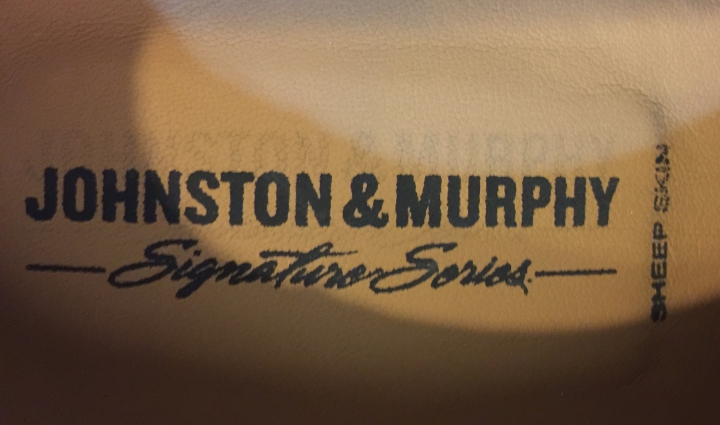 JOHNSTON & MURPHY
Signature Series
SHEEP SKIN